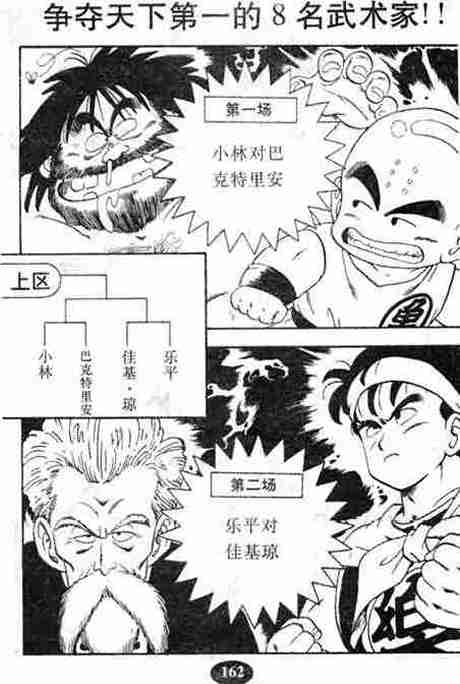 争夺天下第一的8名武术家!!
第一场
小林对巴
克特里安
上区
小林
巴克特里安
佳基·琼
乐平
第二场
乐平对
佳基琼
162